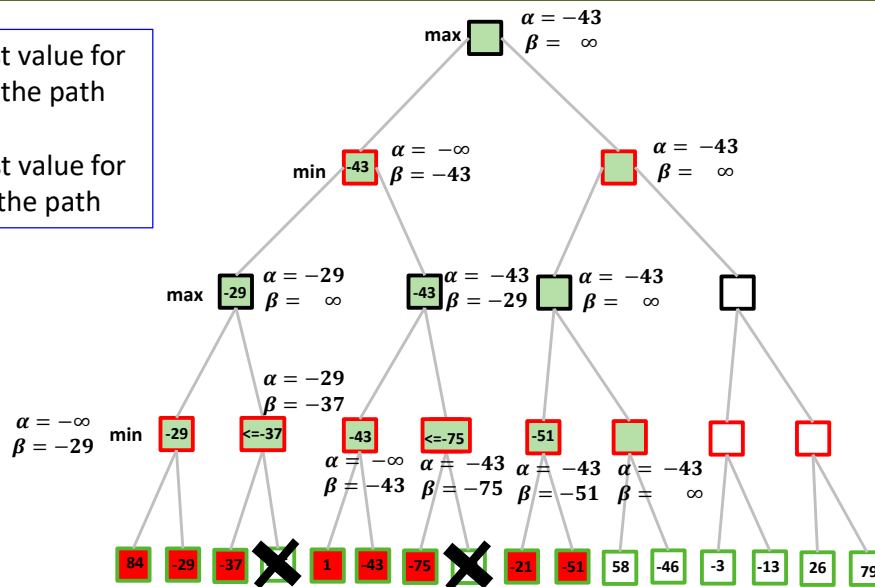 st value for
the path
st value for
the path
max
α = −43
β = ∞
min
-43
α = −∞
β = −43
α = −43
β = ∞
max
-29
α = −29
β = ∞
-43
α = −43
β = −29
α = −43
β = ∞
α = −29
β = −37
α = −∞
β = −29
min
-29
<=-37
-43
<=-75
-51
α = −∞
β = −43
α = −43
β = −75
α = −43
β = −51
α = −43
β = ∞
84 -29 -37 1 -43 -75 -21 -51 58 -46 -3 -13 26 79